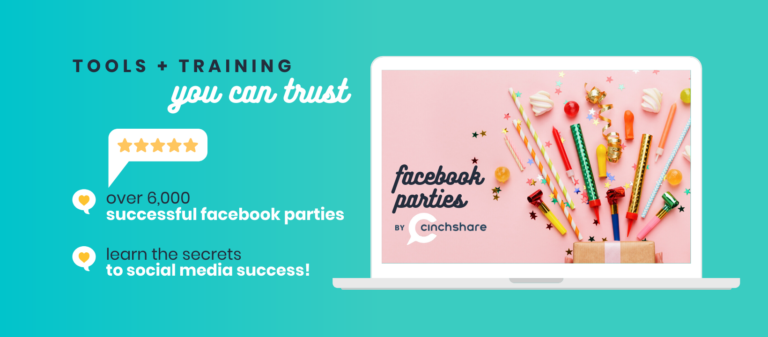 TOOLS + TRAINING
you can trust
over 6,000
successful facebook parties
learn the secrets
to social media success!
facebook
parties
BY cinchshare